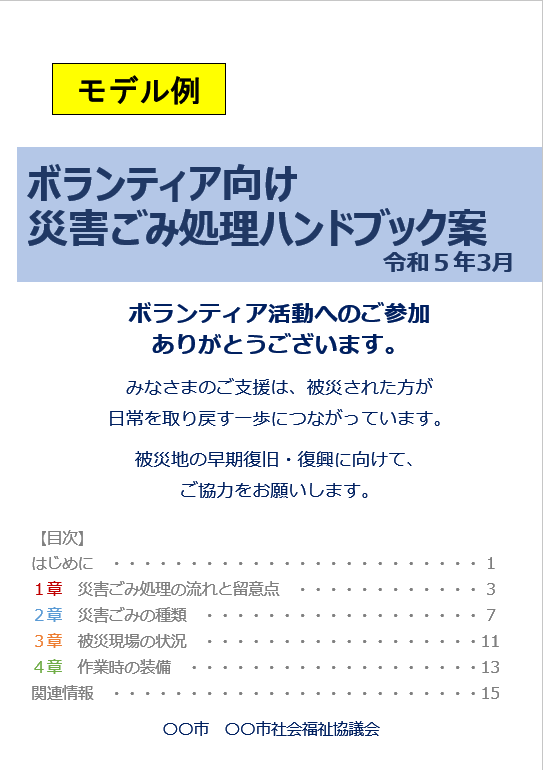 モデル例
ボランティア向け
災害ごみ処理ハンドブック案
令和５年3月
ボランティア活動へのご参加
ありがとうございます。
みなさまのご支援は、被災された方が
日常を取り戻す一歩につながっています。
被災地の早期復旧・復興に向けて、
ご協力をお願いします。
【目次】
はじめに ・・・・・・・・・・・・・・・・・・・・・・・・ 1
１章 災害ごみ処理の流れと留意点 ・・・・・・・・・・・・ 3
２章 災害ごみの種類 ・・・・・・・・・・・・・・・・・・ 7
３章 被災現場の状況 ・・・・・・・・・・・・・・・・・・ 11
４章 作業時の装備 ・・・・・・・・・・・・・・・・・・・ 13
関連情報 ・・・・・・・・・・・・・・・・・・・・・・・・ 15
〇〇市 〇〇市社会福祉協議会